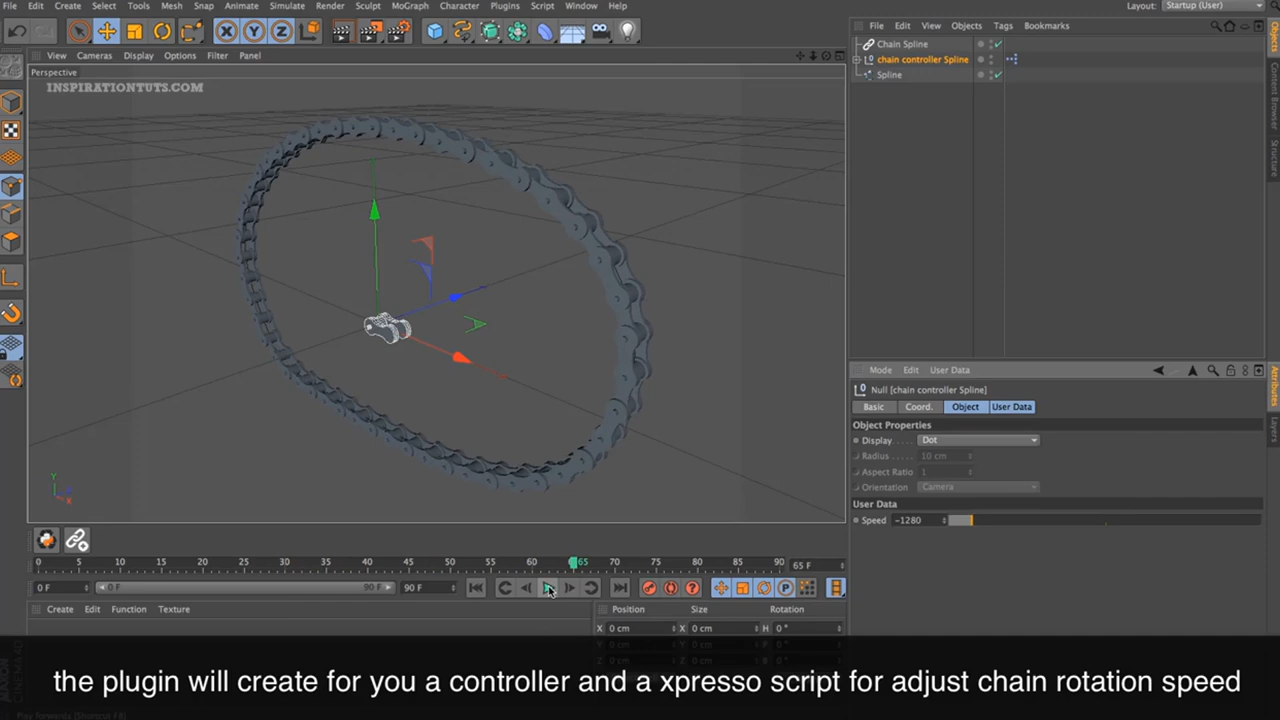 File Edit Create Select Tools Mesh Snap Animate Simulate Render Sculpt MoGraph Character Plugins Script Window Help Layout: Startup (User)
X Y Z
File Edit View Objects Tags Bookmarks
Chain Spline
chain controller Spline
Spline
View Cameras Display Options Filter Panel
Perspective
INSPIRATIONTUTS.COM
Y
X
Objects
Content Browser
Structure
Mode Edit User Data
Null [chain controller Spline]
Basic Coord. Object User Data
Object Properties
Display Dot
Radius 10 cm
Aspect Ratio 1
Orientation Camera
User Data
Speed -1280
Attributes
Layers
0 5 10 15 20 25 30 35 40 45 50 55 60 65 70 75 80 85 90 65 F
0 F 0 F 90 F 90 F
Create Edit Function Texture
Position Size Rotation
X 0 cm X 0 cm H 0 °
the plugin will create for you a controller and a xpresso script for adjust chain rotation speed